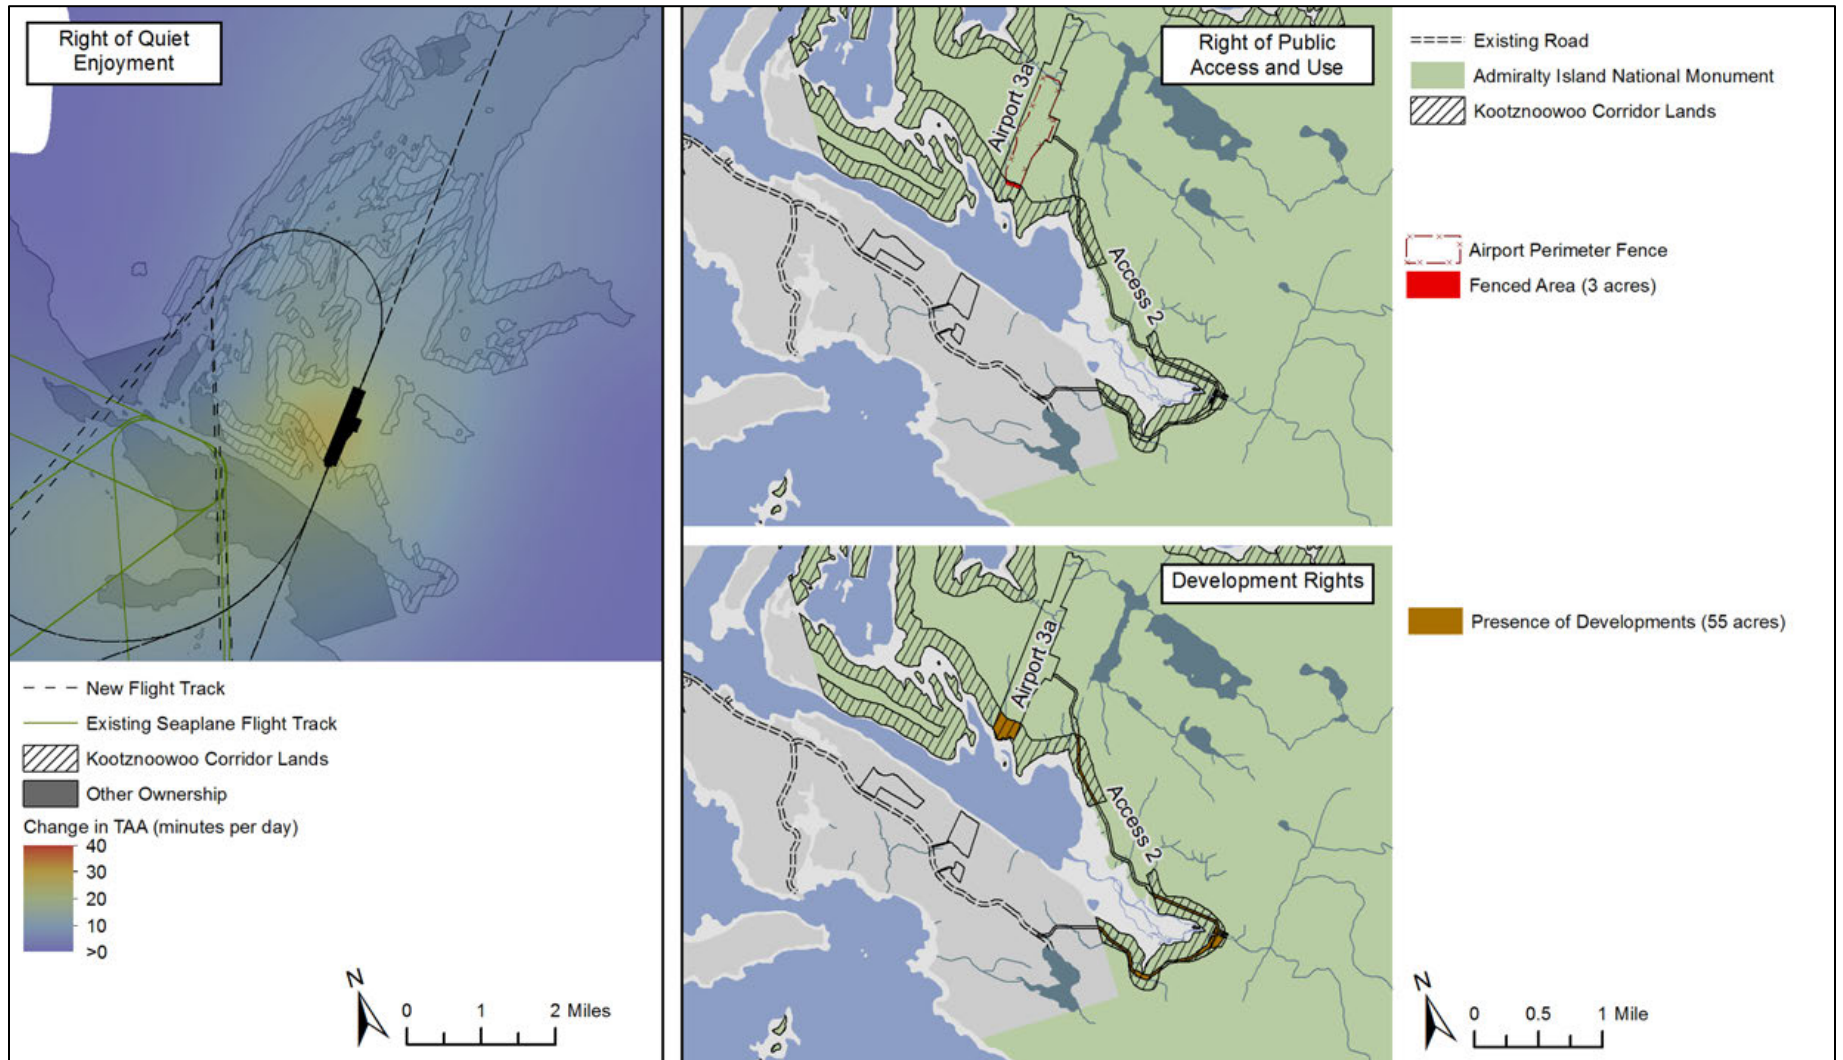 Right of Quiet
Enjoyment
New Flight Track
Existing Seaplane Flight Track
Kootznoowoo Corridor Lands
Other Ownership
Change in TAA (minutes per day)
40
30
20
10
>0
N
0 1 2 Miles
Right of Public
Access and Use
Airport 3a
Access 2
Existing Road
Admiralty Island National Monument
Kootznoowoo Corridor Lands
Airport Perimeter Fence
Fenced Area (3 acres)
Development Rights
Airport 3a
Access 2
Presence of Developments (55 acres)
N
0 0.5 1 Mile